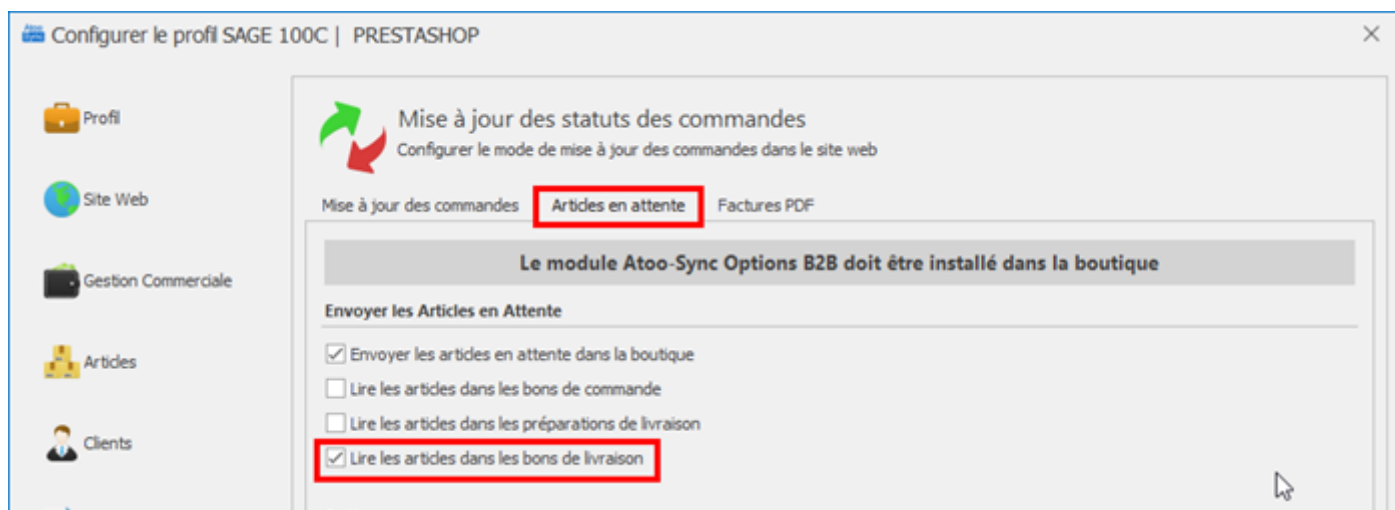 Configurer le profil SAGE 100C | PRESTASHOP
Profil
Site Web
Gestion Commerciale
Articles
Clients
Mise à jour des statuts des commandes
Configurer le mode de mise à jour des commandes dans le site web
Mise à jour des commandes Articles en attente Factures PDF
Le module Atoo-Sync Options B2B doit être installé dans la boutique
Envoyer les Articles en Attente
Envoyer les articles en attente dans la boutique
Lire les articles dans les bons de commande
Lire les articles dans les préparations de livraison
Lire les articles dans les bons de livraison